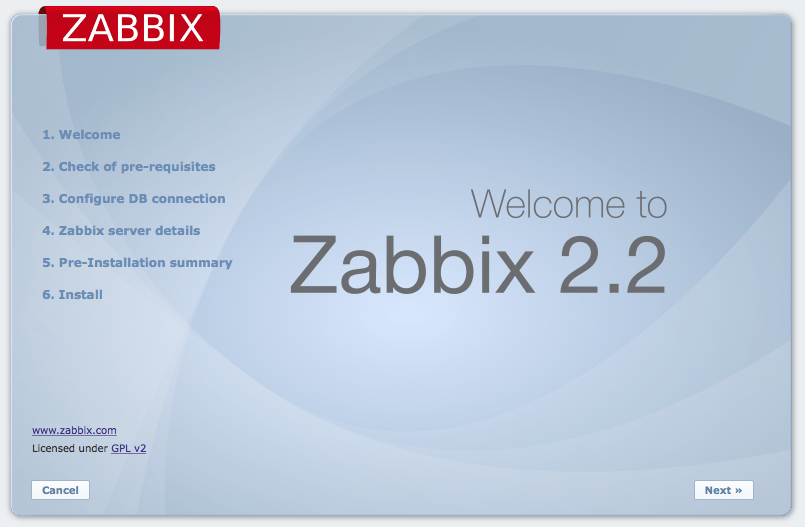 ZABBIX
1. Welcome
2. Check of pre-requisites
3. Configure DB connection
4. Zabbix server details
5. Pre-Installation summary
6. Install
Welcome to
Zabbix 2.2
www.zabbix.com
Licensed under GPL v2
Cancel
Next »